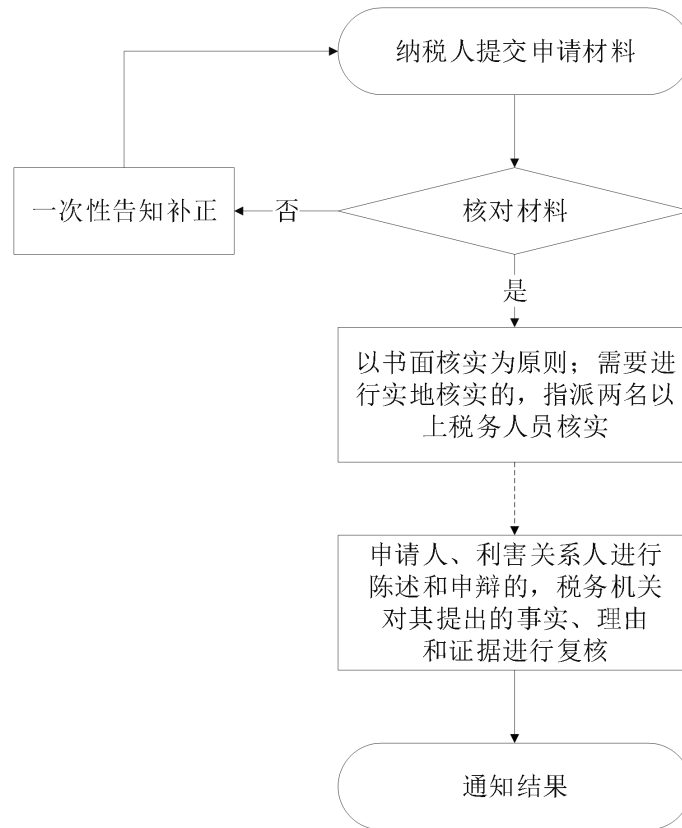 纳税人提交申请材料
一次性告知补正
否
核对材料
是
以书面核实为原则；需要进
行实地核实的，指派两名以
上税务人员核实
申请人、利害关系人进行
陈述和申辩的，税务机关
对其提出的事实、理由
和证据进行复核
通知结果